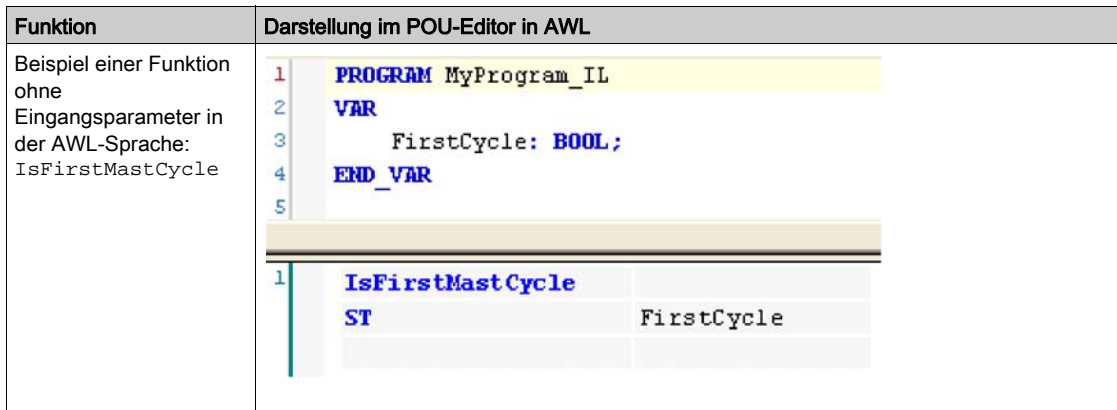 Funktion
Darstellung im POU-Editor in AWL
Beispiel einer Funktion
ohne
Eingangsparameter in
der AWL-Sprache:
IsFirstMastCycle
1 PROGRAM MyProgram_IL
2 VAR
3 FirstCycle: BOOL;
4 END_VAR
5
1 IsFirstMastCycle
ST FirstCycle